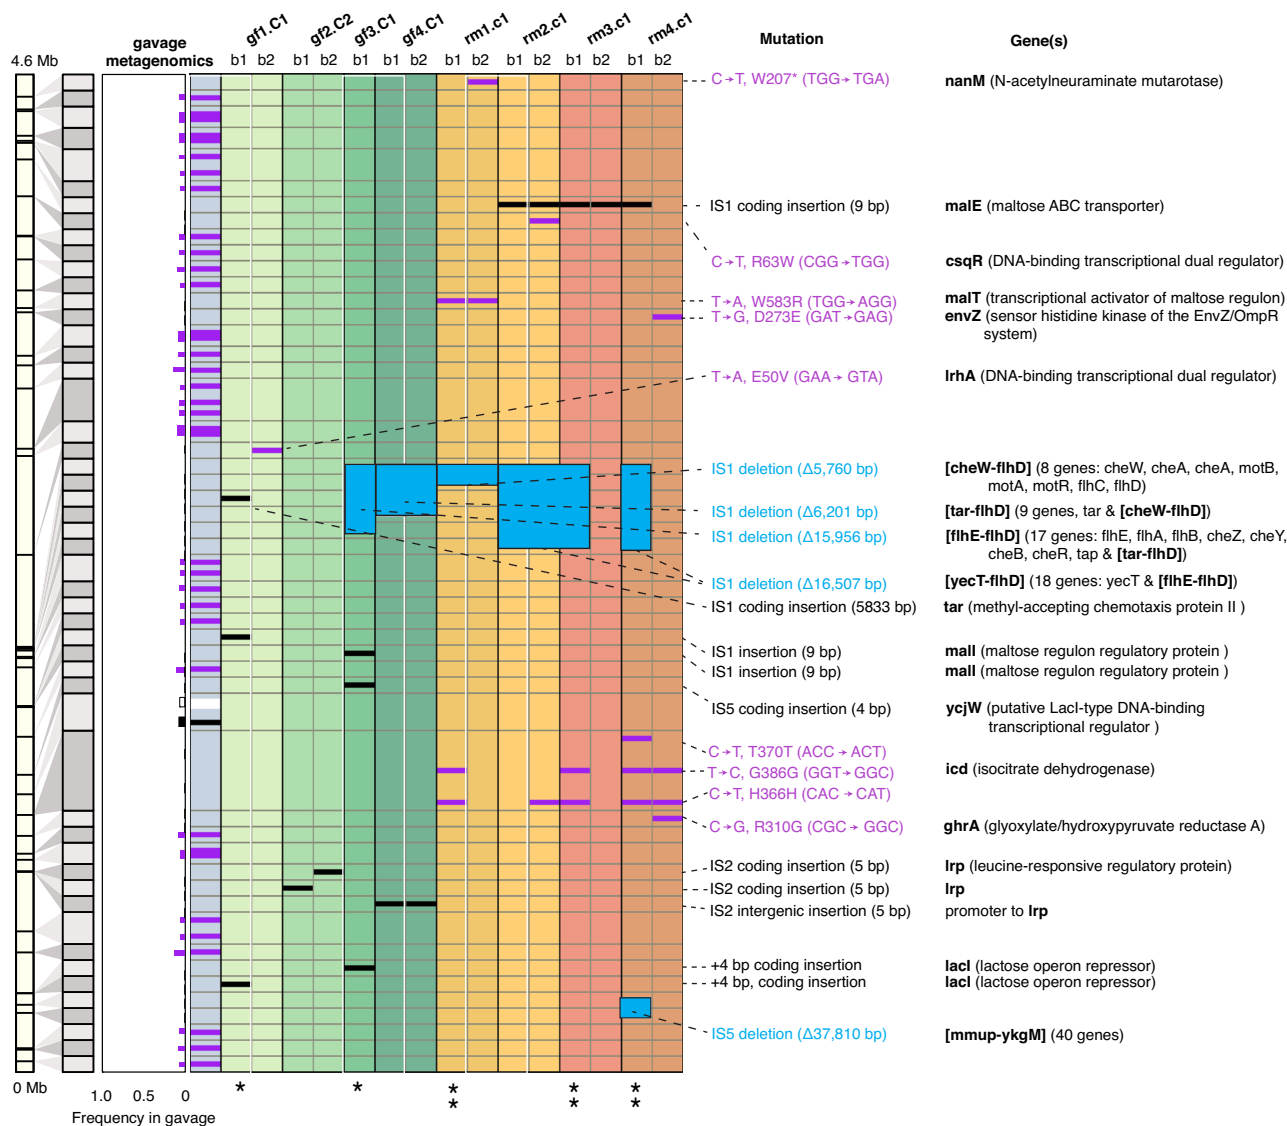 4.6 Mb
gavage
metagenomics
gf1.C1
gf2.C2
gf3.C1
gf4.C1
rm1.c1
rm2.c1
rm3.c1
rm4.c1
b1 b2 b1 b2 b1 b1 b2 b1 b2 b1 b2 b1 b2 b1 b2
Mutation
Gene(s)
C→T, W207* (TGG→TGA) nanM (N-acetylneuraminate mutarotase)
IS1 coding insertion (9 bp) malE (maltose ABC transporter)
C→T, R63W (CGG→TGG) csqR (DNA-binding transcriptional dual regulator)
T→A, W583R (TGG→AGG) malT (transcriptional activator of maltose regulon)
T→G, D273E (GAT→GAG) envZ (sensor histidine kinase of the EnvZ/OmpR
system)
T→A, E50V (GAA→GTA) lrhA (DNA-binding transcriptional dual regulator)
IS1 deletion (Δ5,760 bp) [cheW-flhD] (8 genes: cheW, cheA, cheA, motB,
motA, motR, flhC, flhD)
IS1 deletion (Δ6,201 bp) [tar-flhD] (9 genes, tar & [cheW-flhD])
IS1 deletion (Δ15,956 bp) [flhE-flhD] (17 genes: flhE, flhA, flhB, cheZ, cheY,
cheB, cheR, tap & [tar-flhD])
IS1 deletion (Δ16,507 bp) [yecT-flhD] (18 genes: yecT & [flhE-flhD])
IS1 coding insertion (5833 bp) tar (methyl-accepting chemotaxis protein II )
IS1 insertion (9 bp) malI (maltose regulon regulatory protein )
IS1 insertion (9 bp) malI (maltose regulon regulatory protein )
IS5 coding insertion (4 bp) ycjW (putative LacI-type DNA-binding
transcriptional regulator )
C→T, T370T (ACC→ACT)
T→C, G386G (GGT→GGC) icd (isocitrate dehydrogenase)
C→T, H366H (CAC→CAT)
C→G, R310G (CGC→GGC) ghrA (glyoxylate/hydroxypyruvate reductase A)
IS2 coding insertion (5 bp) lrp (leucine-responsive regulatory protein)
IS2 coding insertion (5 bp) lrp
IS2 intergenic insertion (5 bp) promoter to lrp
+4 bp coding insertion lacI (lactose operon repressor)
+4 bp, coding insertion lacI (lactose operon repressor)
IS5 deletion (Δ37,810 bp) [mmup-ykgM] (40 genes)
0 Mb
1.0 0.5 0
* * * * *
* * *
Frequency in gavage